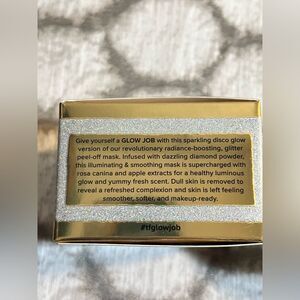 Give yourself a GLOW JOB with this sparkling disco glow
version of our revolutionary radiance-boosting, glitter
peel-off mask. Infused with dazzling diamond powder,
this illuminating & smoothing mask is supercharged with
rosa canina and apple extracts for a healthy luminous
glow and yummy fresh scent. Dull skin is removed to
reveal a refreshed complexion and skin is left feeling
smoother, softer, and makeup-ready.
#tfglowjob